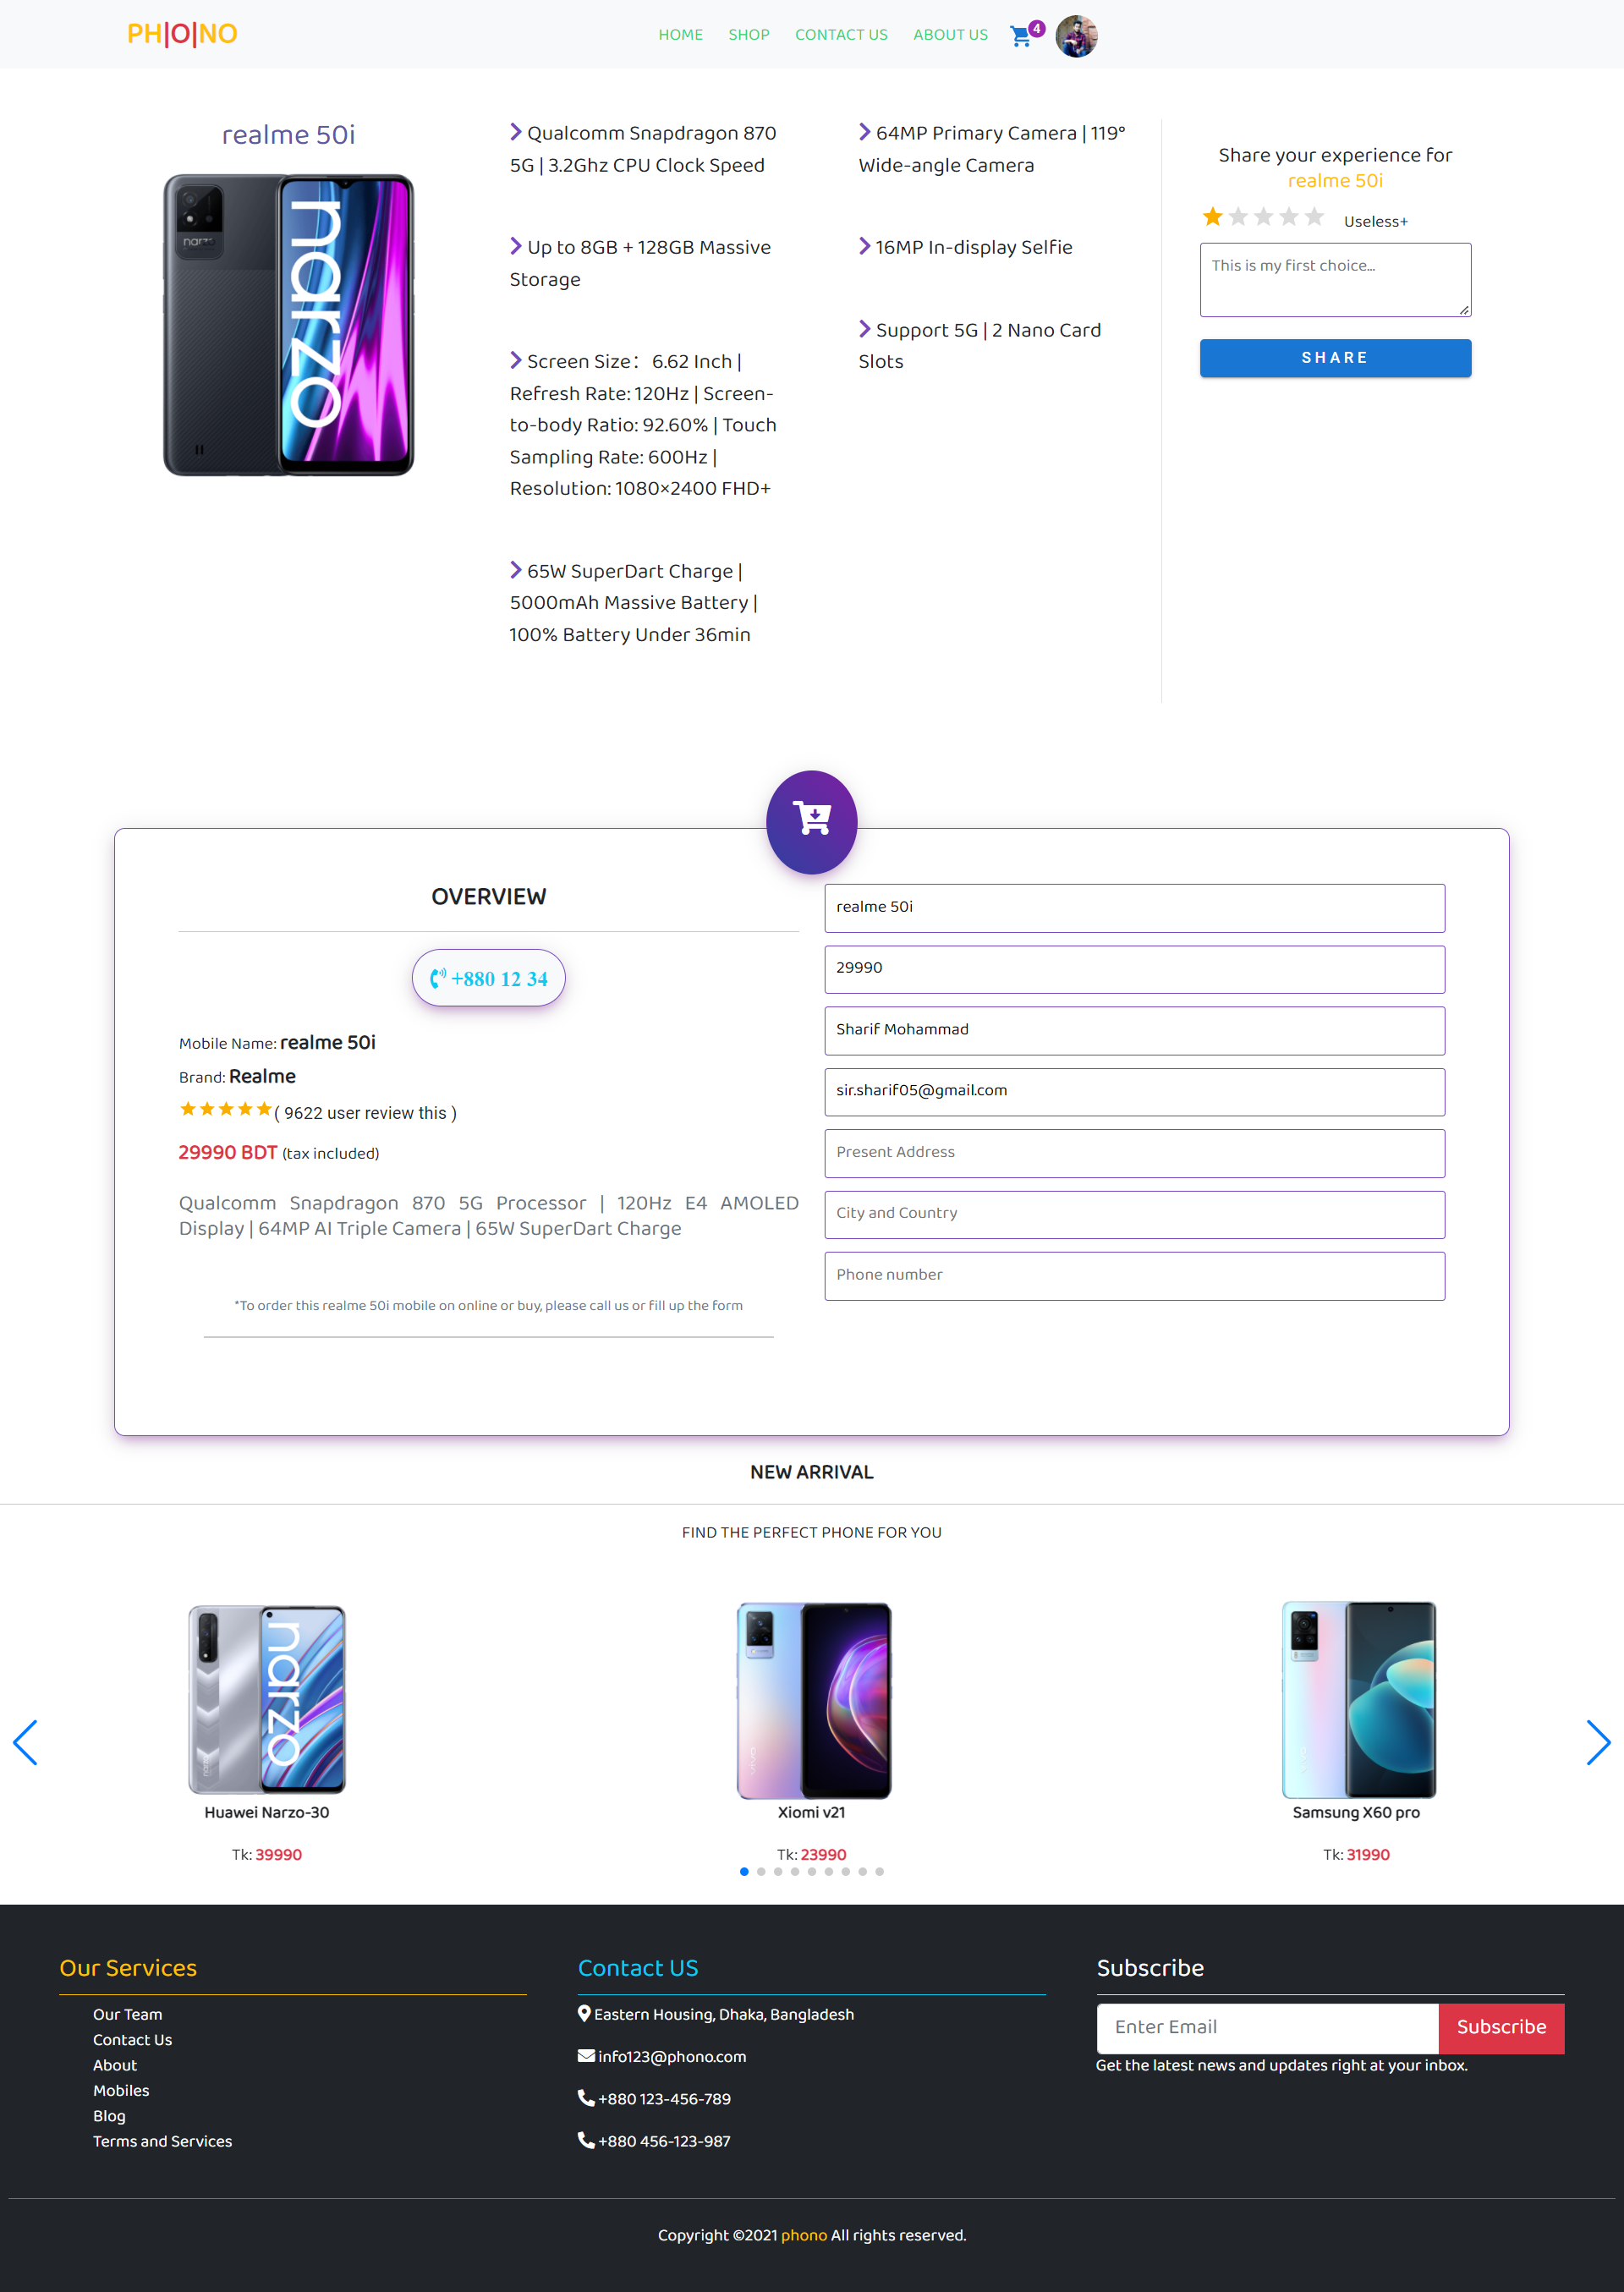 PH|O|NO
HOME
SHOP
CONTACT US
ABOUT US
4
realme 50i
narzo
narzo
Qualcomm Snapdragon 870
5G | 3.2Ghz CPU Clock Speed
Up to 8GB + 128GB Massive
Storage
Screen Size： 6.62 Inch |
Refresh Rate: 120Hz | Screen-
to-body Ratio: 92.60% | Touch
Sampling Rate: 600Hz |
Resolution: 1080×2400 FHD+
65W SuperDart Charge |
5000mAh Massive Battery |
100% Battery Under 36min
64MP Primary Camera | 119°
Wide-angle Camera
16MP In-display Selfie
Support 5G | 2 Nano Card
Slots
Share your experience for
realme 50i
Useless+
This is my first choice...
SHARE
OVERVIEW
+880 12 34
Mobile Name: realme 50i
Brand: Realme
( 9622 user review this )
29990 BDT (tax included)
Qualcomm Snapdragon 870 5G Processor | 120Hz E4 AMOLED
Display | 64MP AI Triple Camera | 65W SuperDart Charge
*To order this realme 50i mobile on online or buy, please call us or fill up the form
realme 50i
29990
Sharif Mohammad
sir.sharif05@gmail.com
Present Address
City and Country
Phone number
NEW ARRIVAL
FIND THE PERFECT PHONE FOR YOU
narzo
Huawei Narzo-30
Tk: 39990
Xiomi v21
Tk: 23990
Samsung X60 pro
Tk: 31990
Our Services
Our Team
Contact Us
About
Mobiles
Blog
Terms and Services
Contact US
Eastern Housing, Dhaka, Bangladesh
info123@phono.com
+880 123-456-789
+880 456-123-987
Subscribe
Enter Email
Subscribe
Get the latest news and updates right at your inbox.
Copyright ©2021 phono All rights reserved.